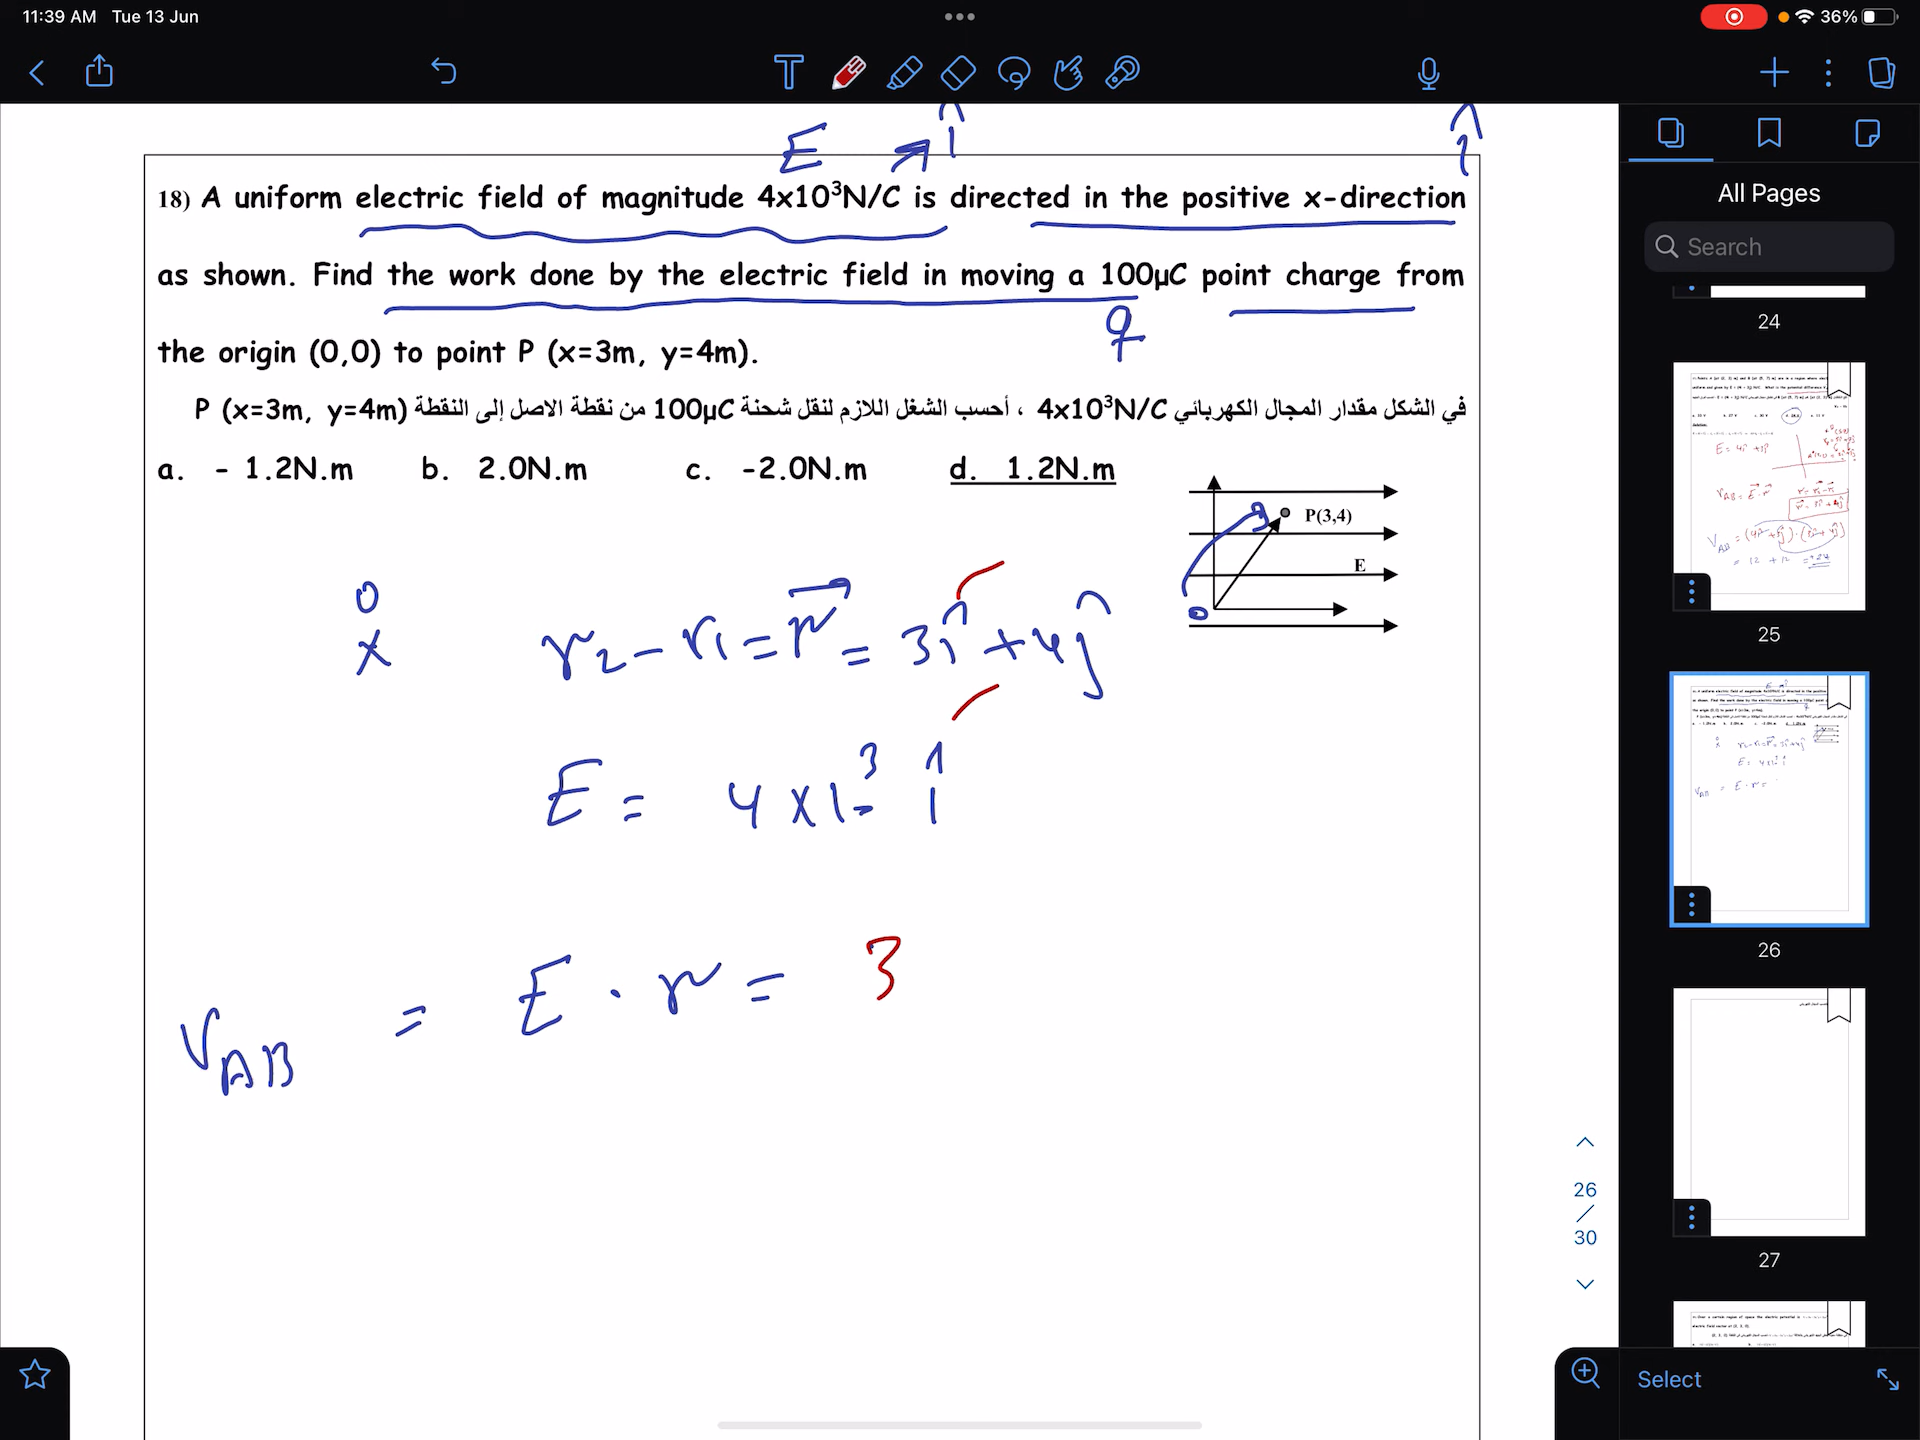 11:39 AM Tue 13 Jun
36%
T
All Pages
Search
E î
î
18) A uniform electric field of magnitude 4x10³N/C is directed in the positive x-direction
as shown. Find the work done by the electric field in moving a 100μC point charge from
q
the origin (0,0) to point P (x=3m, y=4m).
في الشكل مقدار المجال الكهربائي 4x10³N/C ، أحسب الشغل اللازم لنقل شحنة 100μC من نقطة الاصل إلى النقطة P (x=3m, y=4m)
a. - 1.2N.m b. 2.0N.m c. -2.0N.m d. 1.2N.m
P(3,4)
E
0
x
r2 - r1 = r = 3î + 4ĵ
E = 4 x 10³ î
V_AB = E · r = 3
24
25
26
27
26
/
30
Select